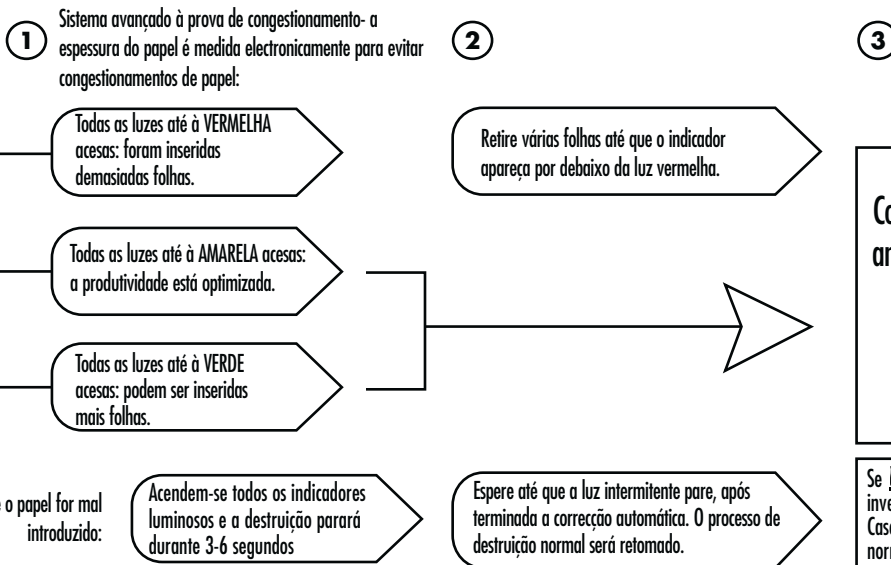 1
Sistema avançado à prova de congestionamento- a
espessura do papel é medida electronicamente para evitar
congestionamentos de papel:
Todas as luzes até à VERMELHA
acesas: foram inseridas
demasiadas folhas.
Todas as luzes até à AMARELA acesas:
a produtividade está optimizada.
Todas as luzes até à VERDE
acesas: podem ser inseridas
mais folhas.
2
Retire várias folhas até que o indicador
apareça por debaixo da luz vermelha.
3
o papel for mal
introduzido:
Acendem-se todos os indicadores
luminosos e a destruição parará
durante 3-6 segundos
Espere até que a luz intermitente pare, após
terminada a correcção automática. O processo de
destruição normal será retomado.
Se